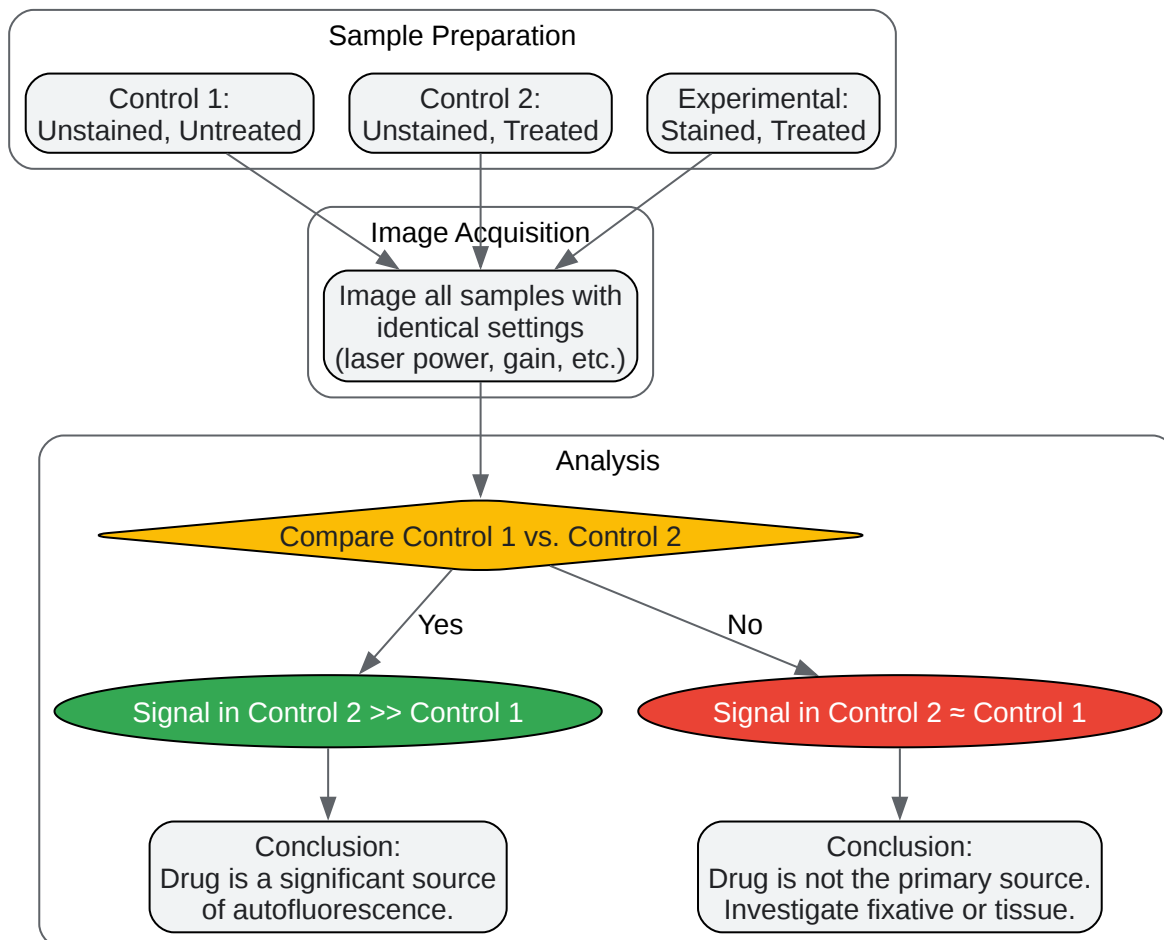 Sample Preparation
Control 1:
Unstained, Untreated
Control 2:
Unstained, Treated
Experimental:
Stained, Treated
Image Acquisition
Image all samples with
identical settings
(laser power, gain, etc.)
Analysis
Compare Control 1 vs. Control 2
Yes
No
Signal in Control 2 >> Control 1
Signal in Control 2 ≈ Control 1
Conclusion:
Drug is a significant source
of autofluorescence.
Conclusion:
Drug is not the primary source.
Investigate fixative or tissue.